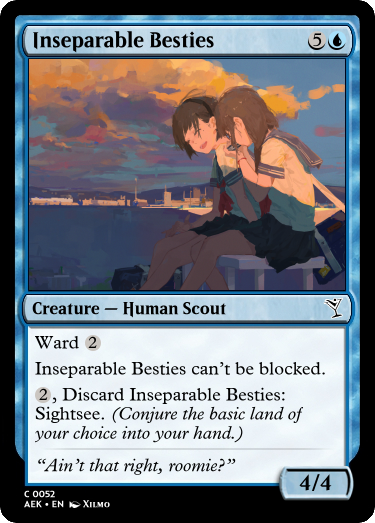 Inseparable Besties 5
Creature — Human Scout
Ward 2
Inseparable Besties can't be blocked.
2, Discard Inseparable Besties:
Sightsee. (Conjure the basic land of
your choice into your hand.)
"Ain't that right, roomie?"
4/4
C 0052
AEK • EN XILMO